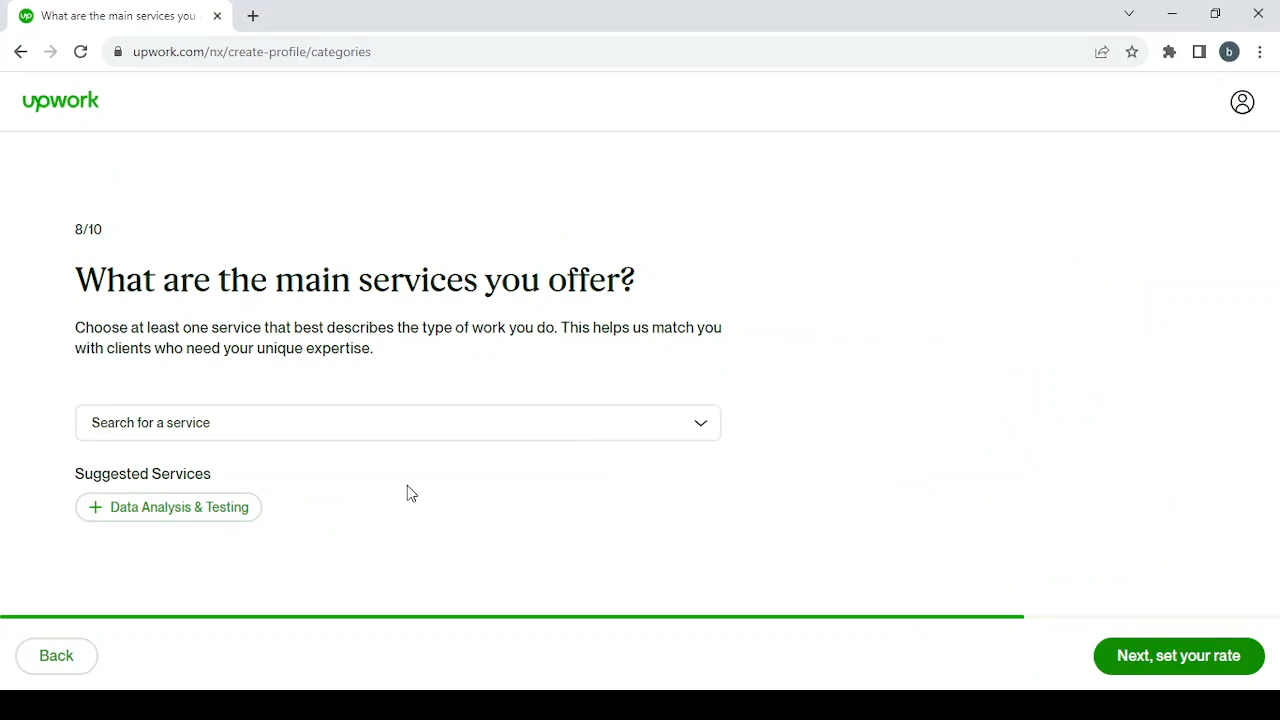 What are the main services you
upwork.com/nx/create-profile/categories
b
upwork
8/10
What are the main services you offer?
Choose at least one service that best describes the type of work you do. This helps us match you
with clients who need your unique expertise.
Search for a service
Suggested Services
+ Data Analysis & Testing
Back
Next, set your rate